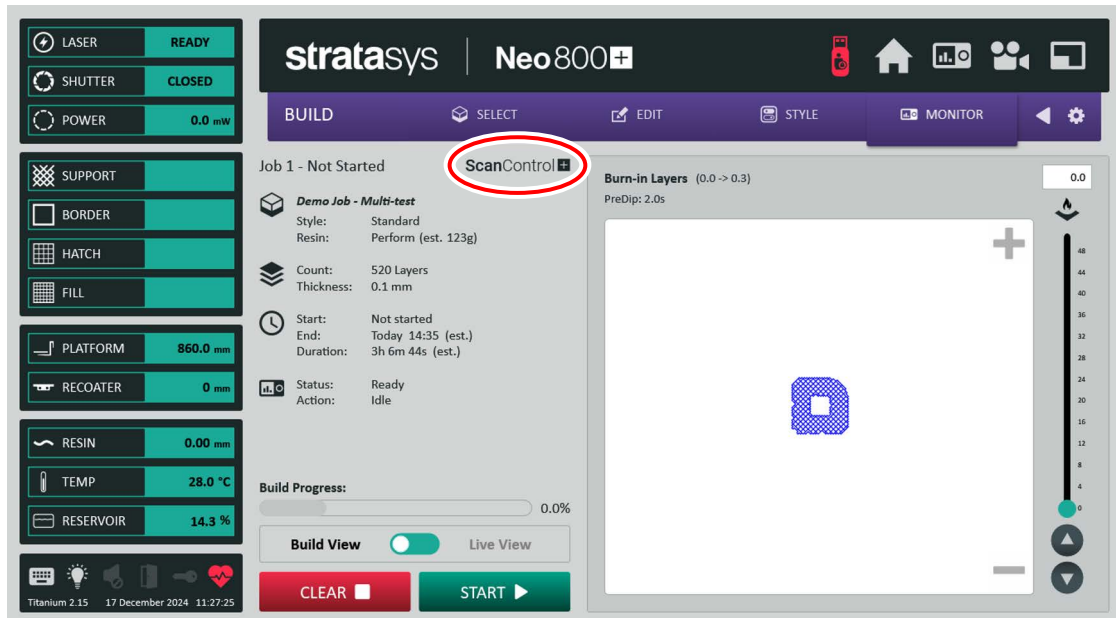 LASER READY
SHUTTER CLOSED
POWER 0.0 mW
SUPPORT
BORDER
HATCH
FILL
PLATFORM 860.0 mm
RECOATER 0 mm
RESIN 0.00 mm
TEMP 28.0 °C
RESERVOIR 14.3 %
Titanium 2.15 17 December 2024 11:27:25
stratasys Neo800+
BUILD SELECT EDIT STYLE MONITOR
Job 1 - Not Started ScanControl+
Demo Job - Multi-test
Style: Standard
Resin: Perform (est. 123g)
Count: 520 Layers
Thickness: 0.1 mm
Start: Not started
End: Today 14:35 (est.)
Duration: 3h 6m 44s (est.)
Status: Ready
Action: Idle
Build Progress:
0.0%
Build View Live View
CLEAR START
Burn-in Layers (0.0 -> 0.3)
PreDip: 2.0s
0.0
48
44
40
36
32
28
24
20
16
12
8
4
0